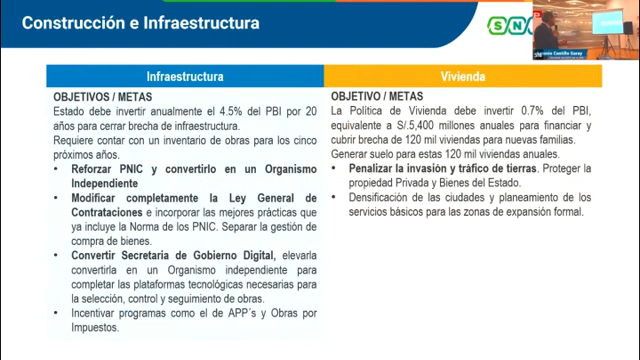 Construcción e Infraestructura
SN
Castillo Garay
Infraestructura
OBJETIVOS / METAS
Estado debe invertir anualmente el 4.5% del PBI por 20
años para cerrar brecha de infraestructura.
Requiere contar con un inventario de obras para los cinco
próximos años.
• Reforzar PNIC y convertirlo en un Organismo
Independiente
• Modificar completamente la Ley General de
Contrataciones e incorporar las mejores prácticas que
ya incluye la Norma de los PNIC. Separar la gestión de
compra de bienes.
• Convertir Secretaria de Gobierno Digital, elevarla
convertirla en un Organismo independiente para
completar las plataformas tecnológicas necesarias para
la selección, control y seguimiento de obras.
• Incentivar programas como el de APP´s y Obras por
Impuestos.
Vivienda
OBJETIVO / METAS
La Política de Vivienda debe invertir 0.7% del PBI,
equivalente a S/.5,400 millones anuales para financiar y
cubrir brecha de 120 mil viviendas para nuevas familias.
Generar suelo para estas 120 mil viviendas anuales.
• Penalizar la invasión y tráfico de tierras. Proteger la
propiedad Privada y Bienes del Estado.
• Densificación de las ciudades y planeamiento de los
servicios básicos para las zonas de expansión formal.